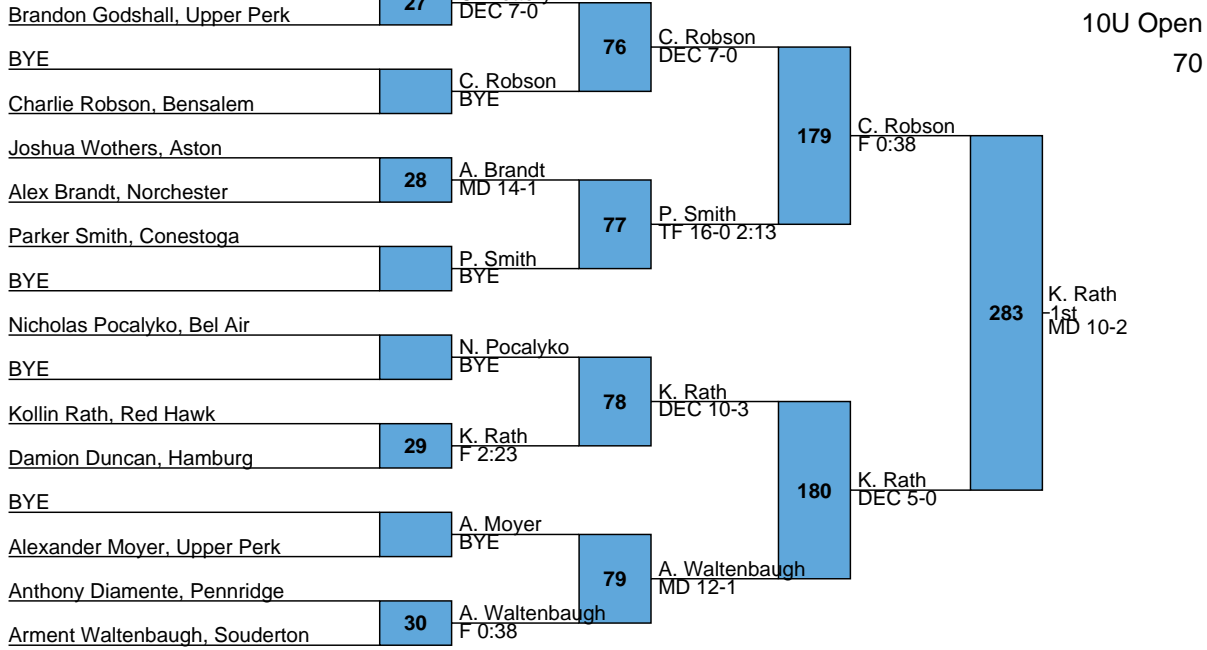 Brandon Godshall, Upper Perk
BYE
Charlie Robson, Bensalem
Joshua Wothers, Aston
Alex Brandt, Norchester
Parker Smith, Conestoga
BYE
Nicholas Pocalyko, Bel Air
BYE
Kollin Rath, Red Hawk
Damion Duncan, Hamburg
BYE
Alexander Moyer, Upper Perk
Anthony Diamente, Pennridge
Arment Waltenbaugh, Souderton
27
28
29
30
DEC 7-0
C. Robson
BYE
A. Brandt
MD 14-1
P. Smith
BYE
N. Pocalyko
BYE
K. Rath
F 2:23
A. Moyer
BYE
A. Waltenbaugh
F 0:38
76
77
78
79
C. Robson
DEC 7-0
P. Smith
TF 16-0 2:13
K. Rath
DEC 10-3
A. Waltenbaugh
MD 12-1
179
180
C. Robson
F 0:38
K. Rath
DEC 5-0
283
K. Rath
1st
MD 10-2
10U Open
70